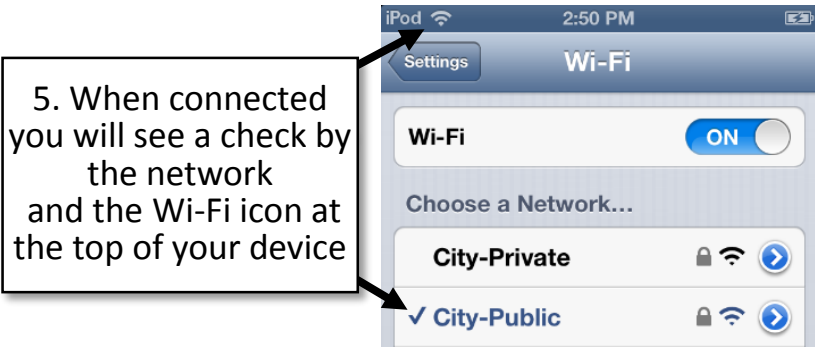 iPod 2:50 PM
Settings Wi-Fi
5. When connected
you will see a check by
the network
and the Wi-Fi icon at
the top of your device
Wi-Fi ON
Choose a Network...
City-Private
✓ City-Public